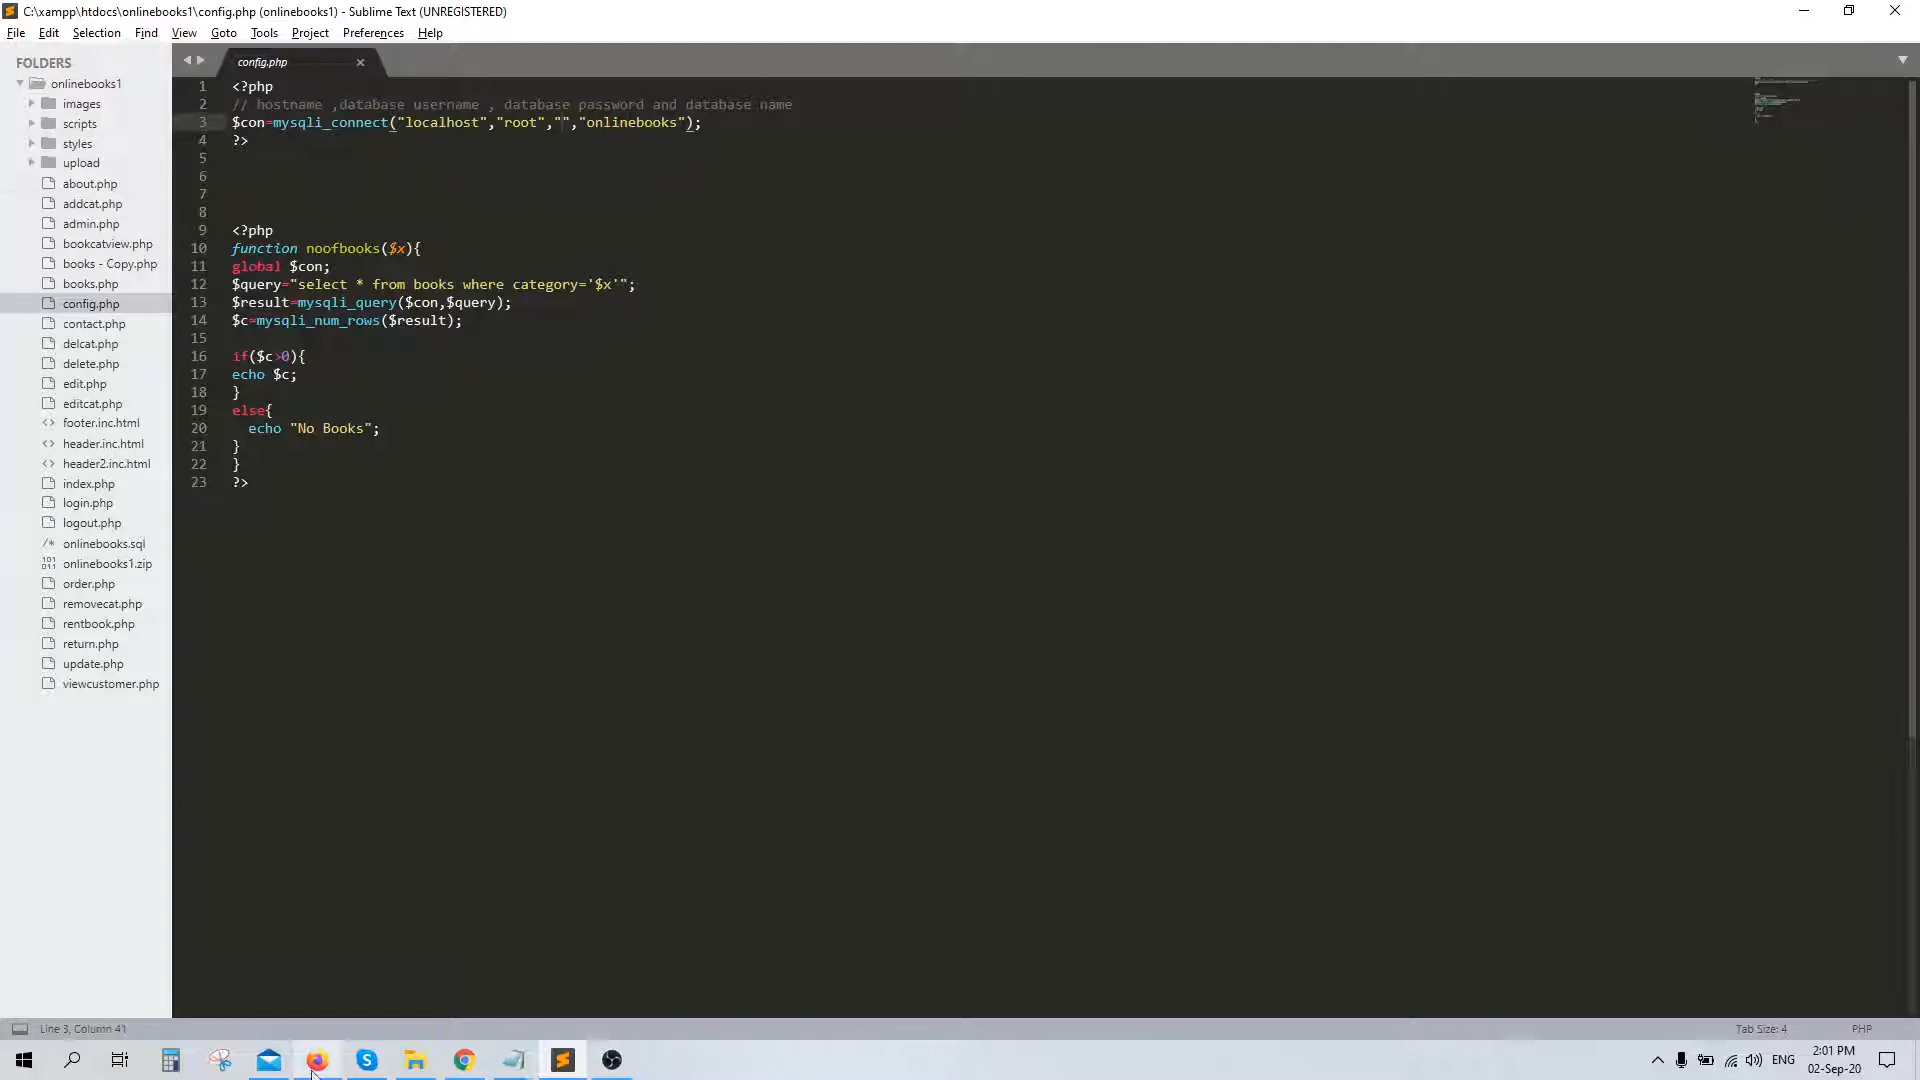 C:\xampp\htdocs\onlinebooks1\config.php (onlinebooks1) - Sublime Text (UNREGISTERED)
File Edit Selection Find View Goto Tools Project Preferences Help
FOLDERS
onlinebooks1
images
scripts
styles
upload
about.php
addcat.php
admin.php
bookcatview.php
books - Copy.php
books.php
config.php
contact.php
delcat.php
delete.php
edit.php
editcat.php
footer.inc.html
header.inc.html
header2.inc.html
index.php
login.php
logout.php
onlinebooks.sql
onlinebooks1.zip
order.php
removecat.php
rentbook.php
return.php
update.php
viewcustomer.php
config.php
1 <?php
2 // hostname ,database username , database password and database name
3 $con=mysqli_connect("localhost","root","","onlinebooks");
4 ?>
5
6
7
8
9 <?php
10 function noofbooks($x){
11 global $con;
12 $query="select * from books where category='$x'";
13 $result=mysqli_query($con,$query);
14 $c=mysqli_num_rows($result);
15
16 if($c>0){
17 echo $c;
18 }
19 else{
20 echo "No Books";
21 }
22 }
23 ?>
Line 3, Column 41
Tab Size: 4
PHP
ENG
2:01 PM
02-Sep-20